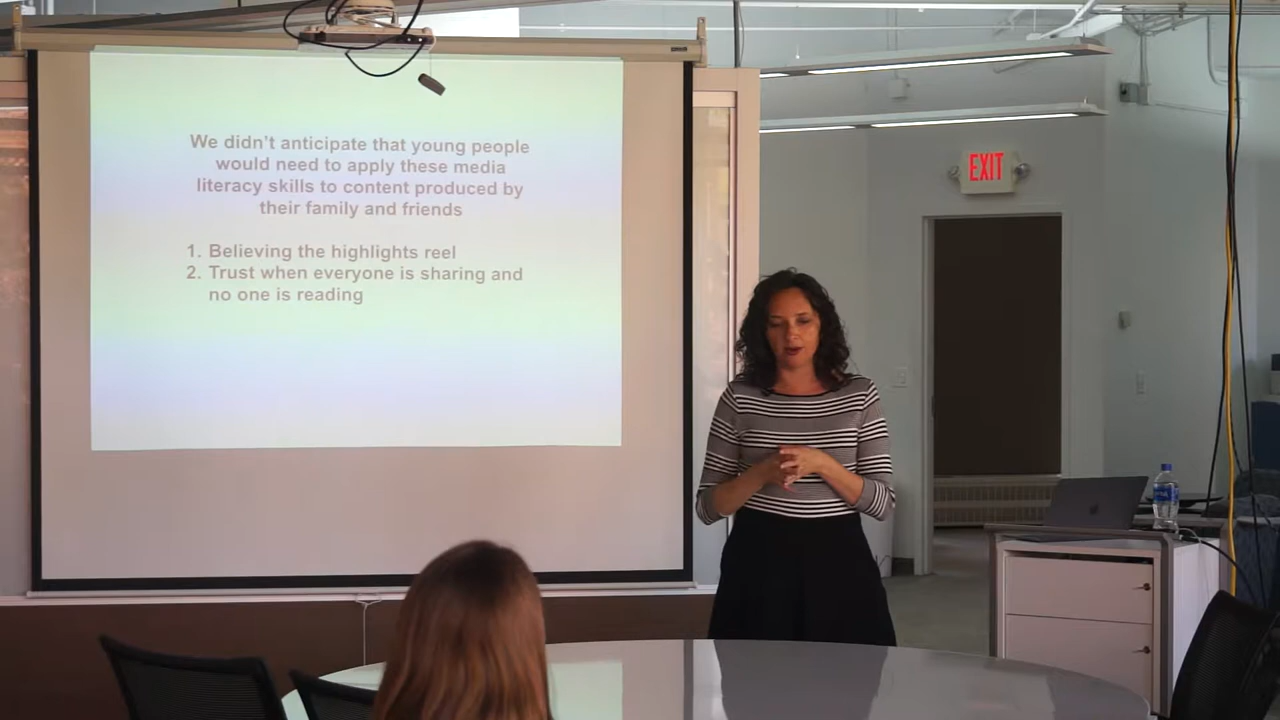 We didn't anticipate that young people
would need to apply these media
literacy skills to content produced by
their family and friends
1. Believing the highlights reel
2. Trust when everyone is sharing and
no one is reading
EXIT